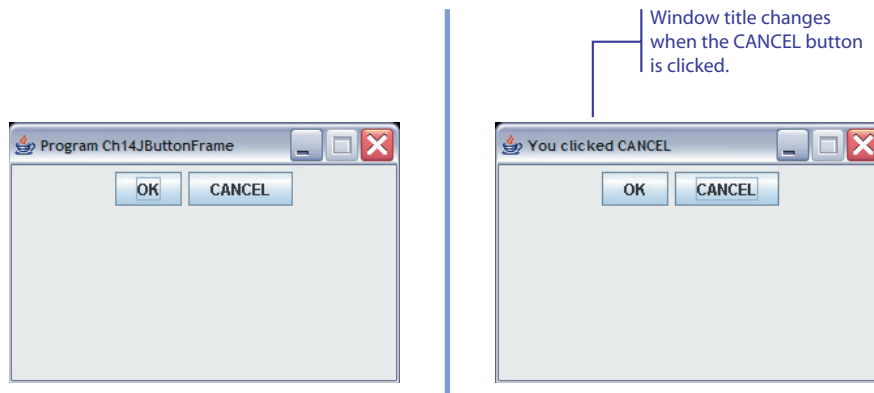 Window title changes
when the CANCEL button
is clicked.
Program Ch14JButtonFrame
OK CANCEL
You clicked CANCEL
OK CANCEL